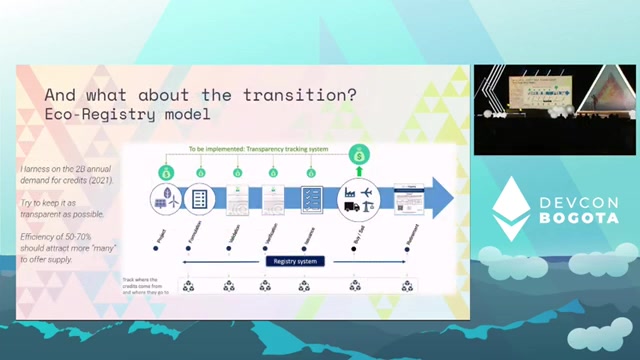 And what about the transition?
Eco-Registry model
To be implemented: Transparency tracking system
Harness on the 2B annual
demand for credits (2021).
Try to keep it as
transparent as possible.
Efficiency of 50-70%
should attract more "many"
to offer supply.
Project
Formulation
Validation
Verification
Issuance
Buy / Sell
Retirement
Registry system
Track where the
credits come from
and where they go to
DEVCON
BOGOTA